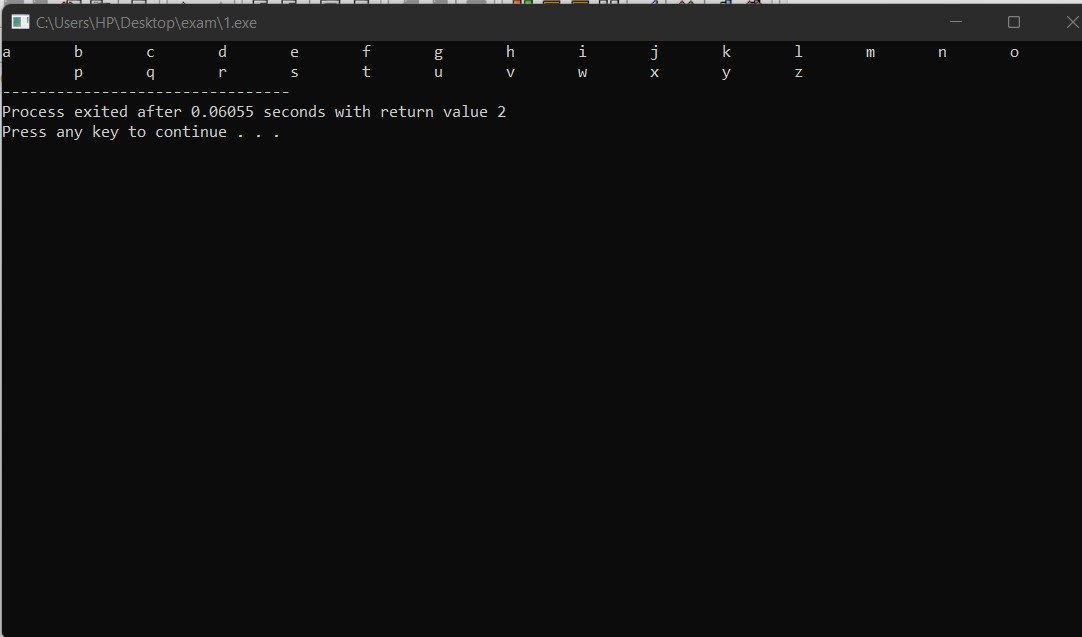 C:\Users\HP\Desktop\exam\1.exe
a b c d e f g h i j k l m n o
p q r s t u v w x y z
--------------------------------
Process exited after 0.06055 seconds with return value 2
Press any key to continue . . .